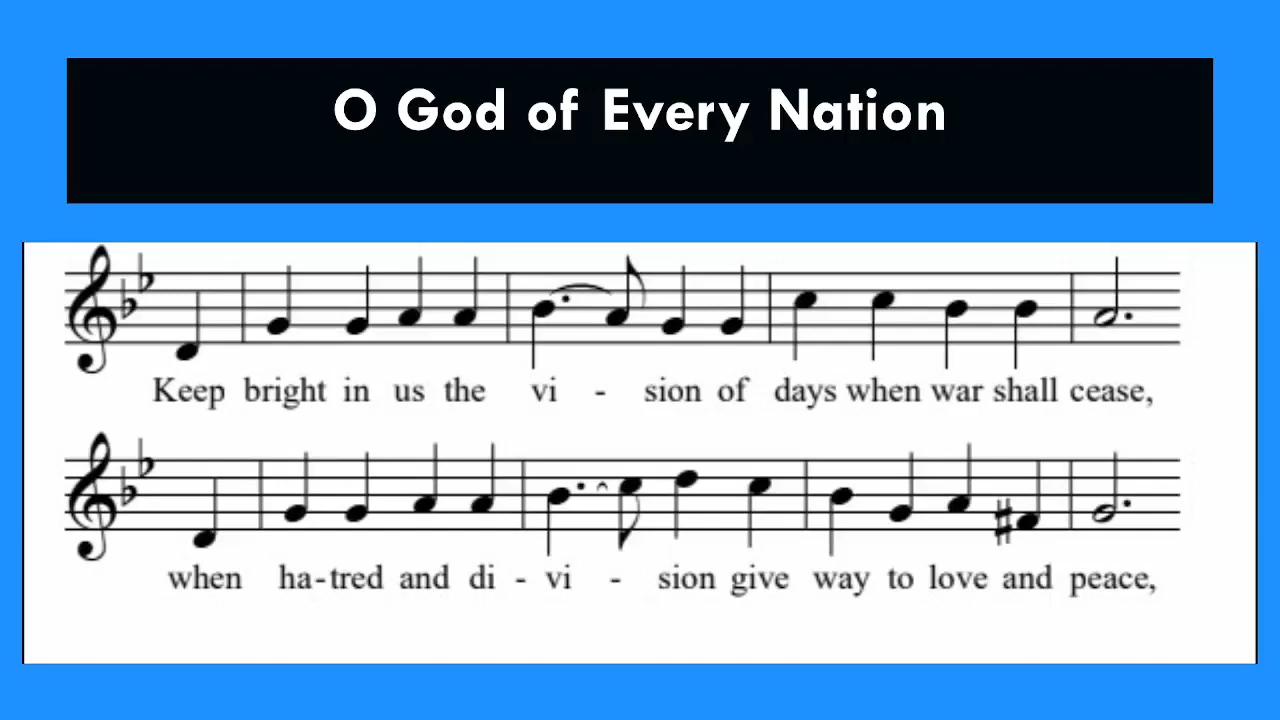 O God of Every Nation
Keep bright in us the vi - sion of days when war shall cease,
when ha-tred and di - vi - sion give way to love and peace,